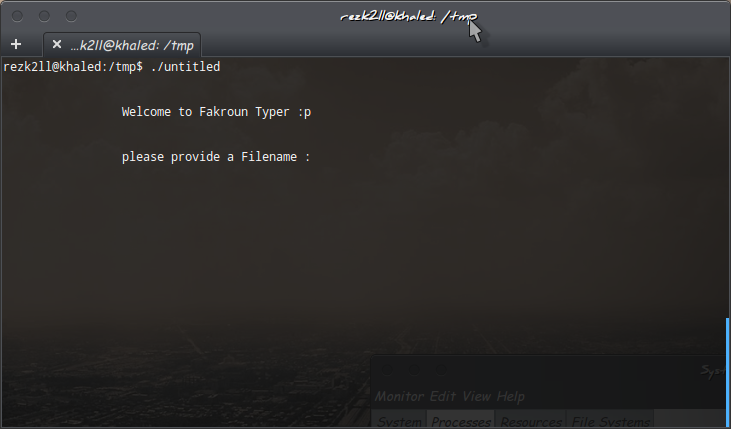 rezk2ll@khaled: /tmp
+ × ...k2ll@khaled: /tmp
rezk2ll@khaled:/tmp$ ./untitled
Welcome to Fakroun Typer :p
please provide a Filename :
Monitor Edit View Help
System Processes Resources File Systems